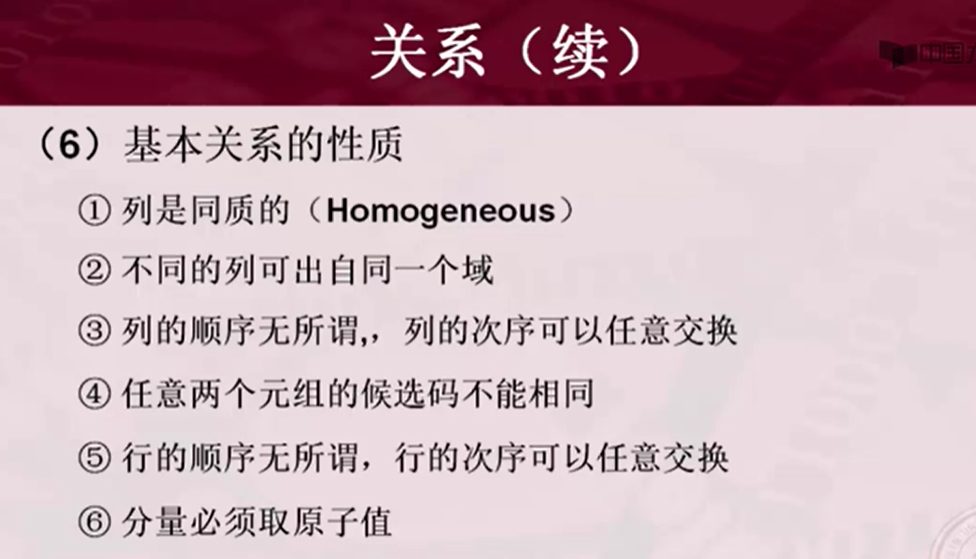 关系（续）
中国
（6）基本关系的性质
① 列是同质的（Homogeneous）
② 不同的列可出自同一个域
③ 列的顺序无所谓,，列的次序可以任意交换
④ 任意两个元组的候选码不能相同
⑤ 行的顺序无所谓，行的次序可以任意交换
⑥ 分量必须取原子值